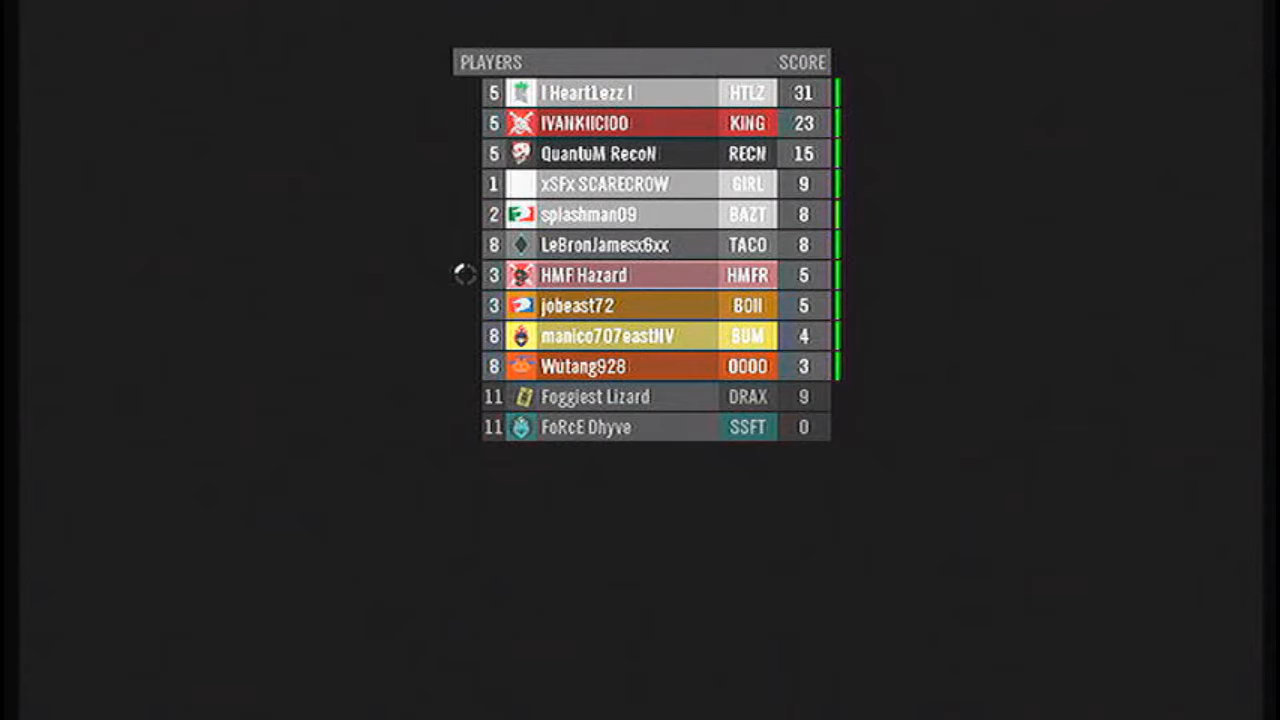 PLAYERS SCORE
5 I Heart1ezz I HTLZ 31
5 IVANKIICIOO KING 23
5 QuantuM RecoN RECN 15
1 xSFx SCARECROW GIRL 9
2 splashman09 BAZT 8
8 LeBronJamesx6xx TACO 8
3 HMF Hazard HMFR 5
3 jobeast72 BOII 5
8 manico707eastNV BUM 4
8 Wutang928 OOOO 3
11 Foggiest Lizard DRAX 9
11 FoRcE Dhyve SSFT 0